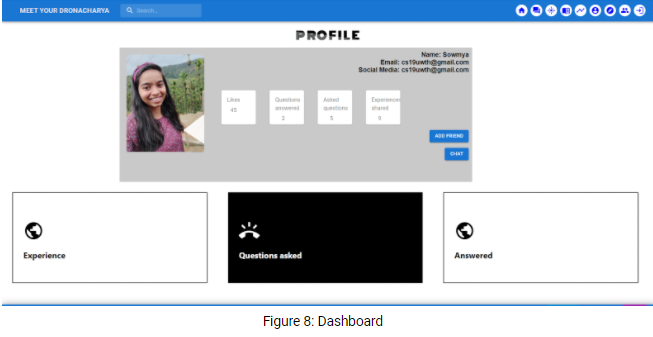 MEET YOUR DRONACHARYA
Search...
PROFILE
Name: Sowmya
Email: cs19uwth@gmail.com
Social Media: cs19uwth@gmail.com
Likes
45
Questions answered
2
Asked questions
5
Experiences shared
9
ADD FRIEND
CHAT
Experience
Questions asked
Answered
Figure 8: Dashboard